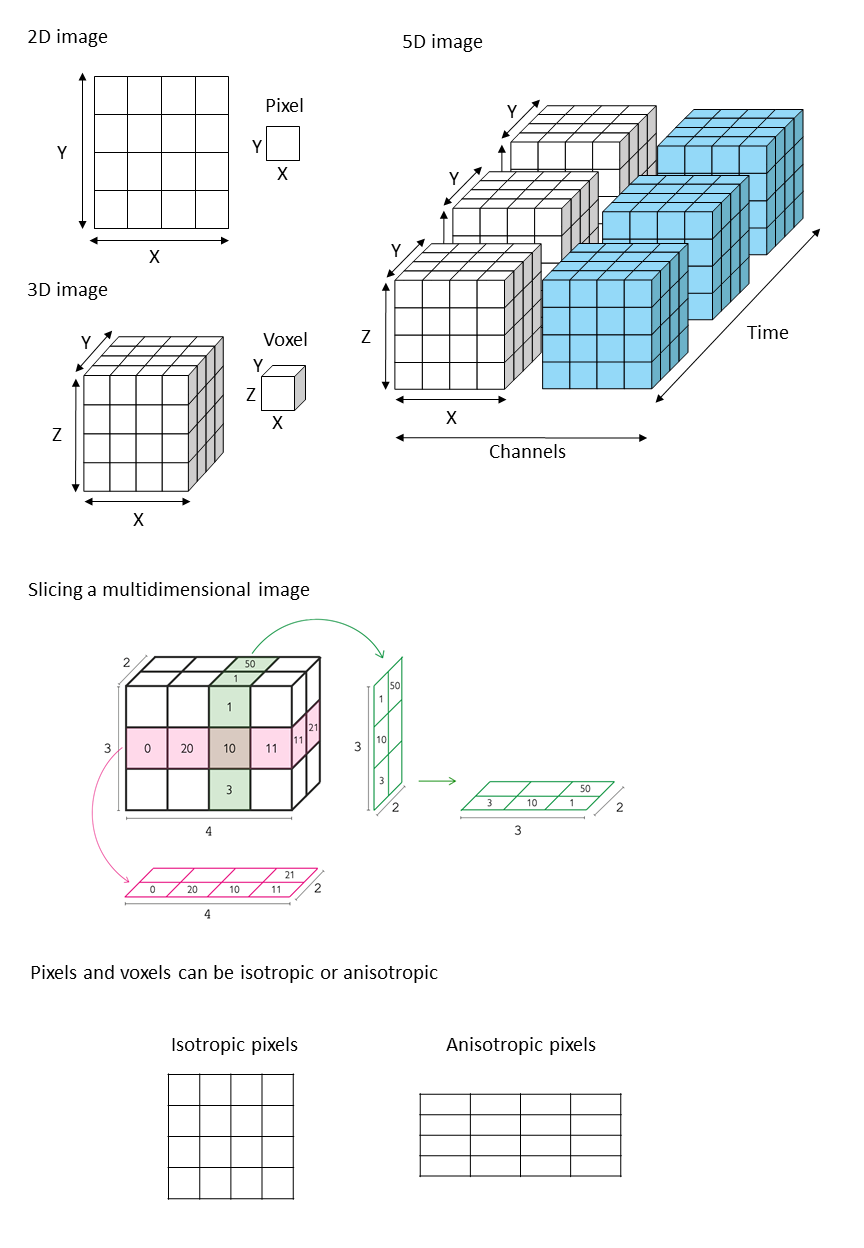 2D image
5D image
Pixel
Y
Y
X
X
3D image
Y
Voxel
Y
Z
X
Z
X
Y
Y
Y
Z
X
Time
Channels
Slicing a multidimensional image
2
50
1
1
3
0
20
10
11
11
21
3
4
1
50
10
3
3
2
50
3
10
1
2
3
21
0
20
10
11
2
4
Pixels and voxels can be isotropic or anisotropic
Isotropic pixels
Anisotropic pixels